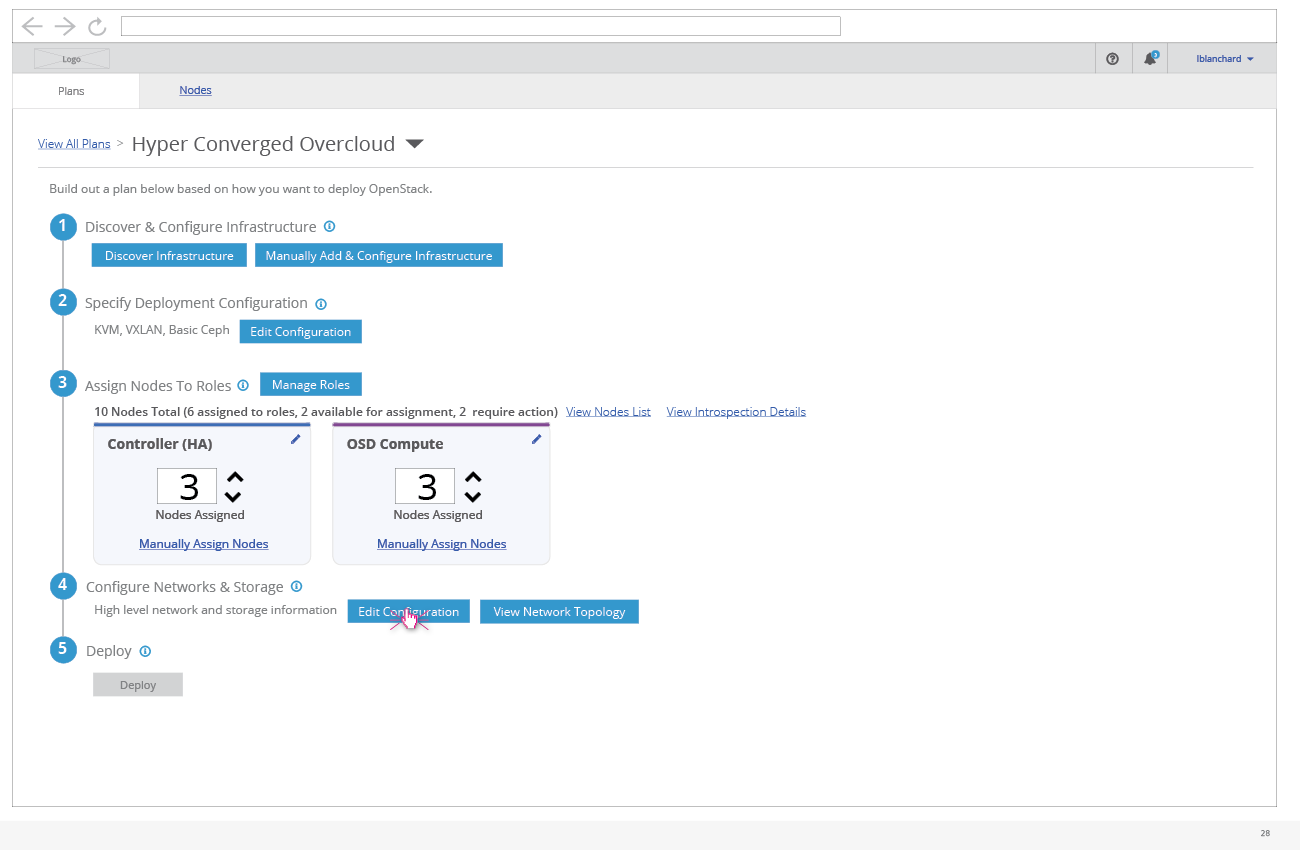 Logo
3
lblanchard
Plans
Nodes
View All Plans > Hyper Converged Overcloud
Build out a plan below based on how you want to deploy OpenStack.
1 Discover & Configure Infrastructure
Discover Infrastructure Manually Add & Configure Infrastructure
2 Specify Deployment Configuration
KVM, VXLAN, Basic Ceph Edit Configuration
3 Assign Nodes To Roles Manage Roles
10 Nodes Total (6 assigned to roles, 2 available for assignment, 2 require action) View Nodes List View Introspection Details
Controller (HA)
3
Nodes Assigned
Manually Assign Nodes
OSD Compute
3
Nodes Assigned
Manually Assign Nodes
4 Configure Networks & Storage
High level network and storage information Edit Configuration View Network Topology
5 Deploy
Deploy
28